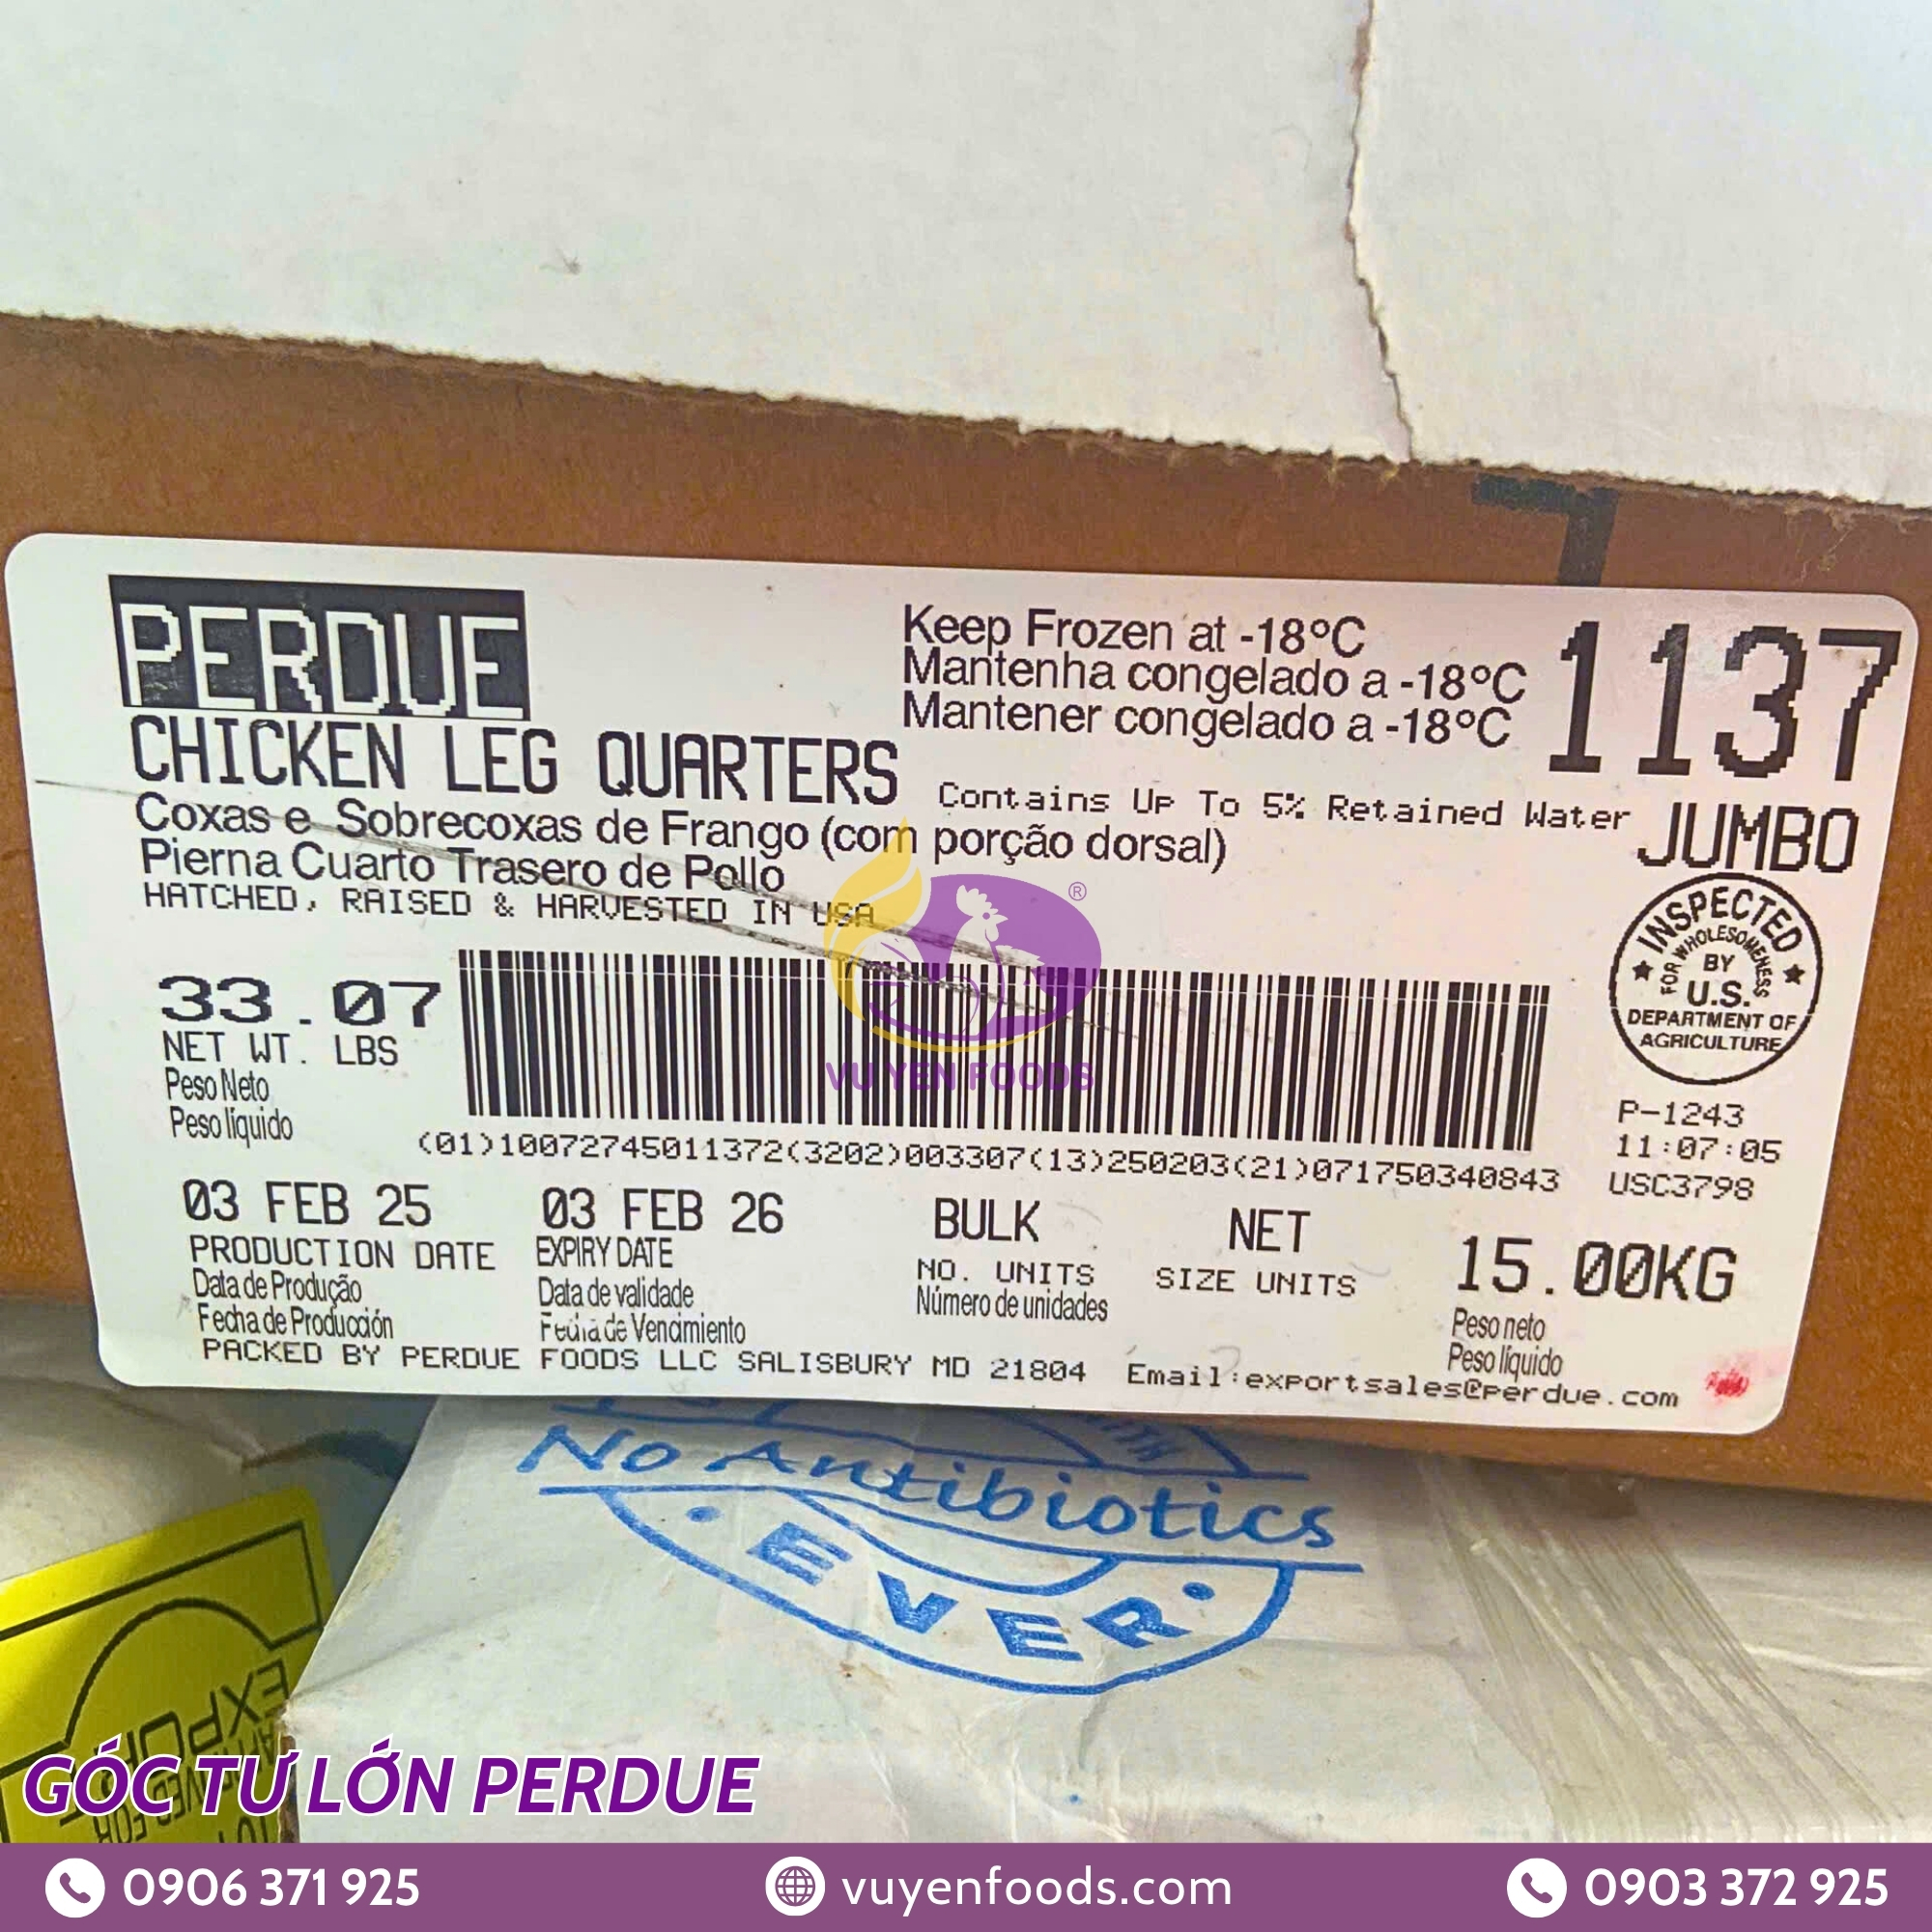 PERDUE
CHICKEN LEG QUARTERS
Coxas e Sobrecoxas de Frango (com porção dorsal)
Pierna Cuarto Trasero de Pollo
HATCHED, RAISED & HARVESTED IN USA
Keep Frozen at -18°C
Mantenha congelado a -18°C
Mantener congelado a -18°C
Contains Up To 5% Retained Water
1137
JUMBO
INSPECTED
FOR WHOLESOMENESS
BY
U.S.
DEPARTMENT OF
AGRICULTURE
P-1243
11:07:05
USC3798
33.07
NET WT. LBS
Peso Neto
Peso líquido
®
VUYEN FOODS
(01)10072745011372(3202)003307(13)250203(21)071750340843
03 FEB 25
PRODUCTION DATE
Data de Produção
Fecha de Producción
03 FEB 26
EXPIRY DATE
Data de validade
Fecha de Vencimiento
BULK
NO. UNITS
Número de unidades
NET
SIZE UNITS
15.00KG
Peso neto
Peso líquido
PACKED BY PERDUE FOODS LLC SALISBURY MD 21804 Email:exportsales@perdue.com
No Antibiotics
EVER
EXPORT
GÓC TƯ LỚN PERDUE
0906 371 925
vuyenfoods.com
0903 372 925